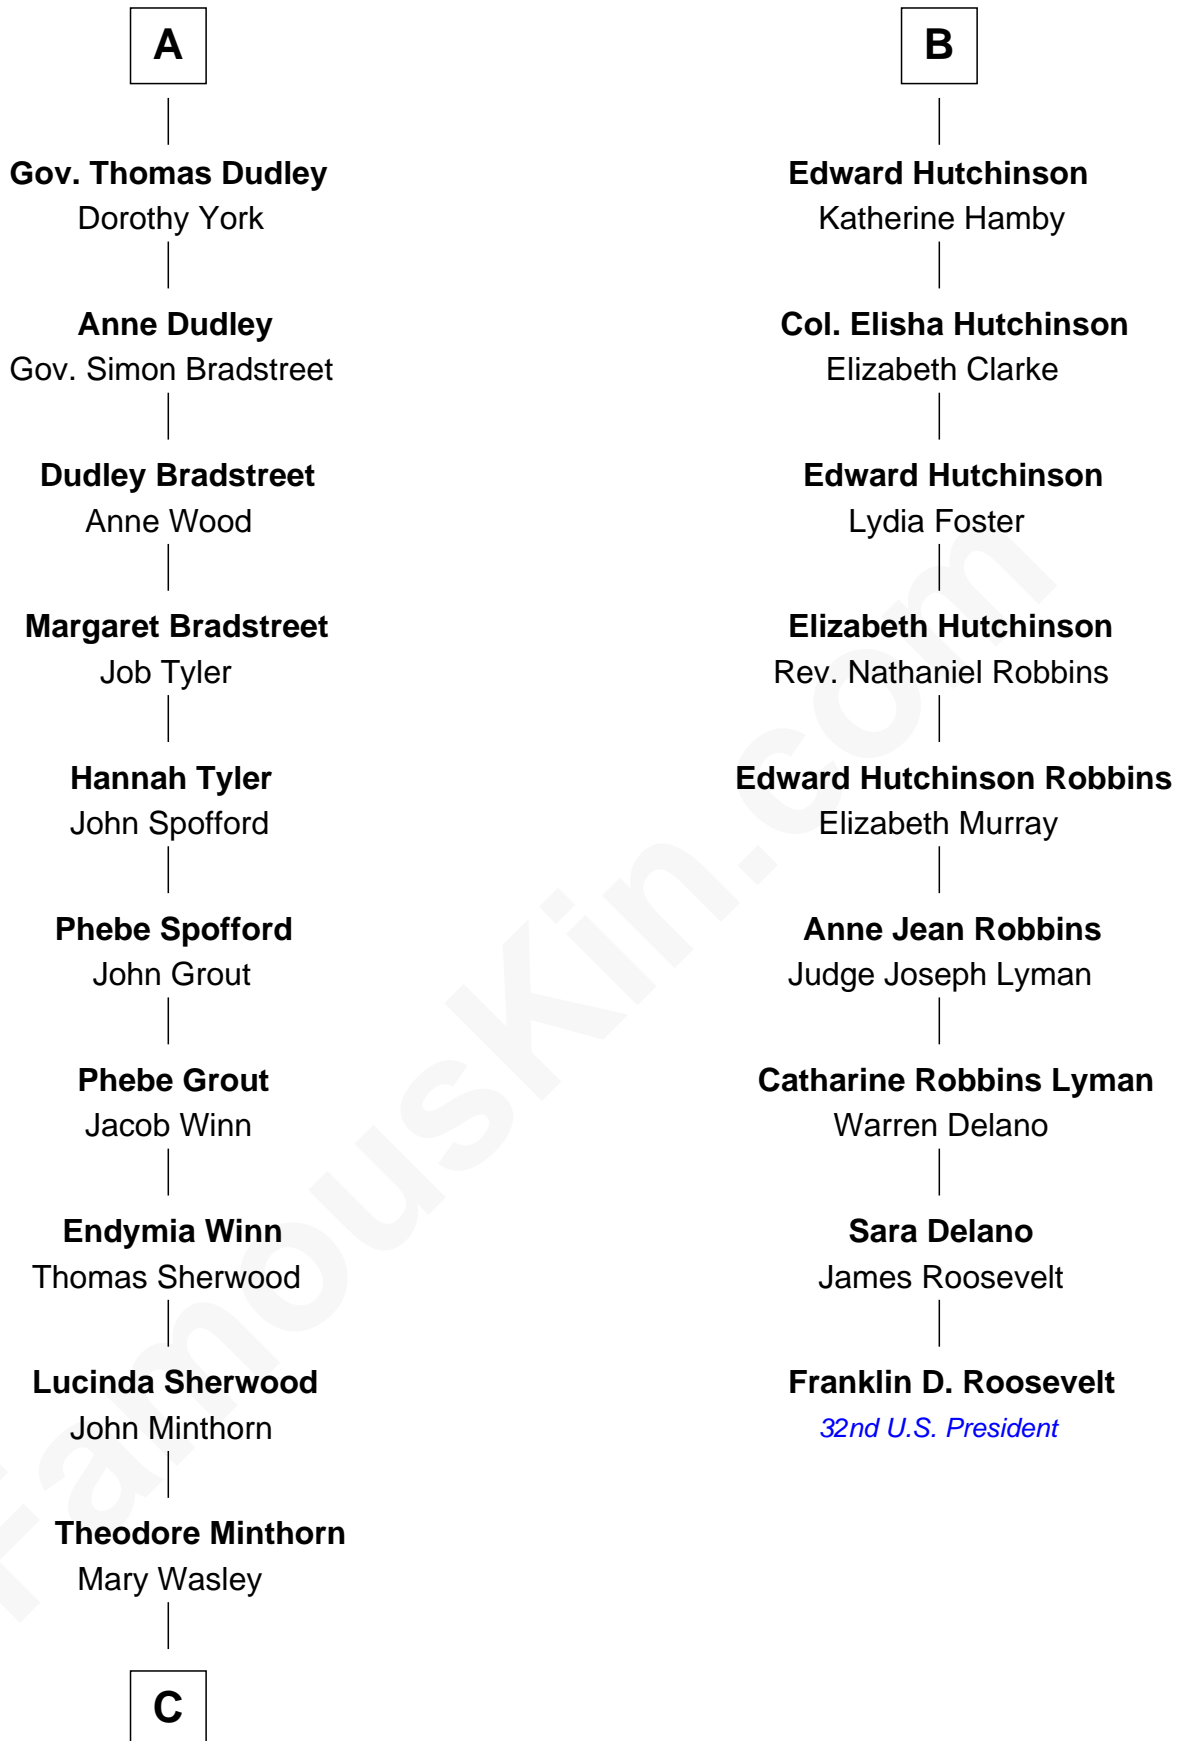 A
Gov. Thomas Dudley
Dorothy York
Anne Dudley
Gov. Simon Bradstreet
Dudley Bradstreet
Anne Wood
Margaret Bradstreet
Job Tyler
Hannah Tyler
John Spofford
Phebe Spofford
John Grout
Phebe Grout
Jacob Winn
Endymia Winn
Thomas Sherwood
Lucinda Sherwood
John Minthorn
Theodore Minthorn
Mary Wasley
C
B
Edward Hutchinson
Katherine Hamby
Col. Elisha Hutchinson
Elizabeth Clarke
Edward Hutchinson
Lydia Foster
Elizabeth Hutchinson
Rev. Nathaniel Robbins
Edward Hutchinson Robbins
Elizabeth Murray
Anne Jean Robbins
Judge Joseph Lyman
Catharine Robbins Lyman
Warren Delano
Sara Delano
James Roosevelt
Franklin D. Roosevelt
32nd U.S. President
FamousKin.com